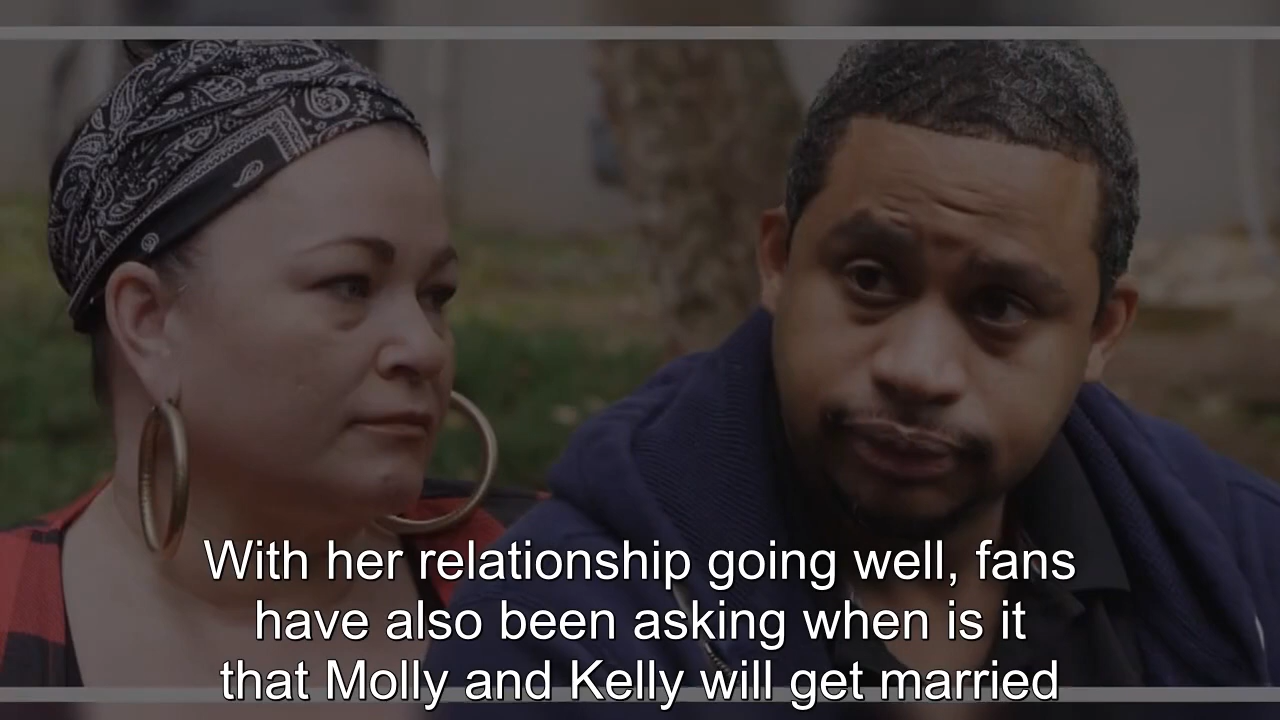 With her relationship going well, fans
have also been asking when is it
that Molly and Kelly will get married